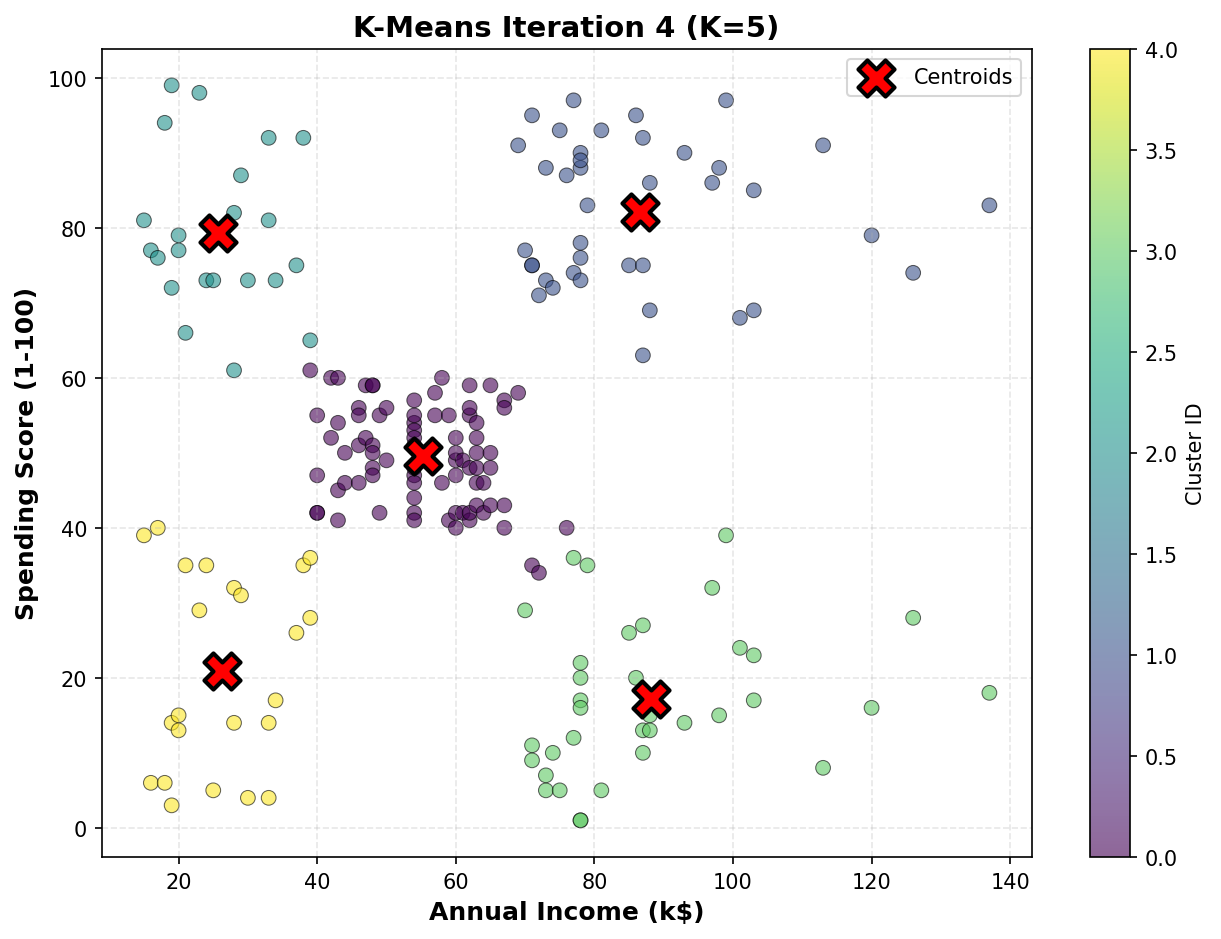 K-Means Iteration 4 (K=5)
Centroids
Spending Score (1-100)
100
80
60
40
20
0
20 40 60 80 100 120 140
Annual Income (k$)
4.0
3.5
3.0
2.5
2.0
1.5
1.0
0.5
0.0
Cluster ID